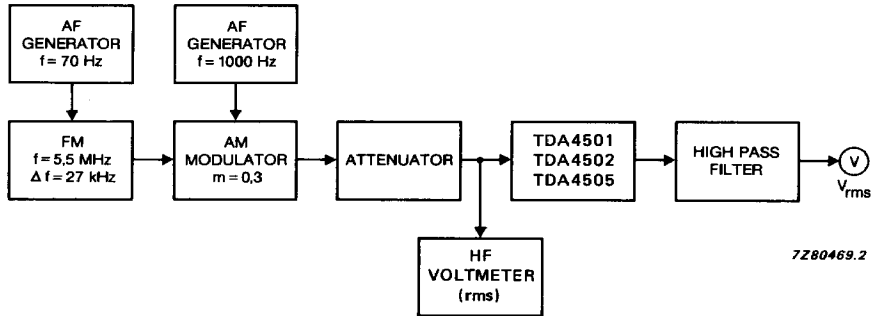 AF
GENERATOR
f = 70 Hz
AF
GENERATOR
f = 1000 Hz
FM
f = 5,5 MHz
Δ f = 27 kHz
AM
MODULATOR
m = 0,3
ATTENUATOR
TDA4501
TDA4502
TDA4505
HIGH PASS
FILTER
V
Vrms
HF
VOLTMETER
(rms)
7Z80469.2